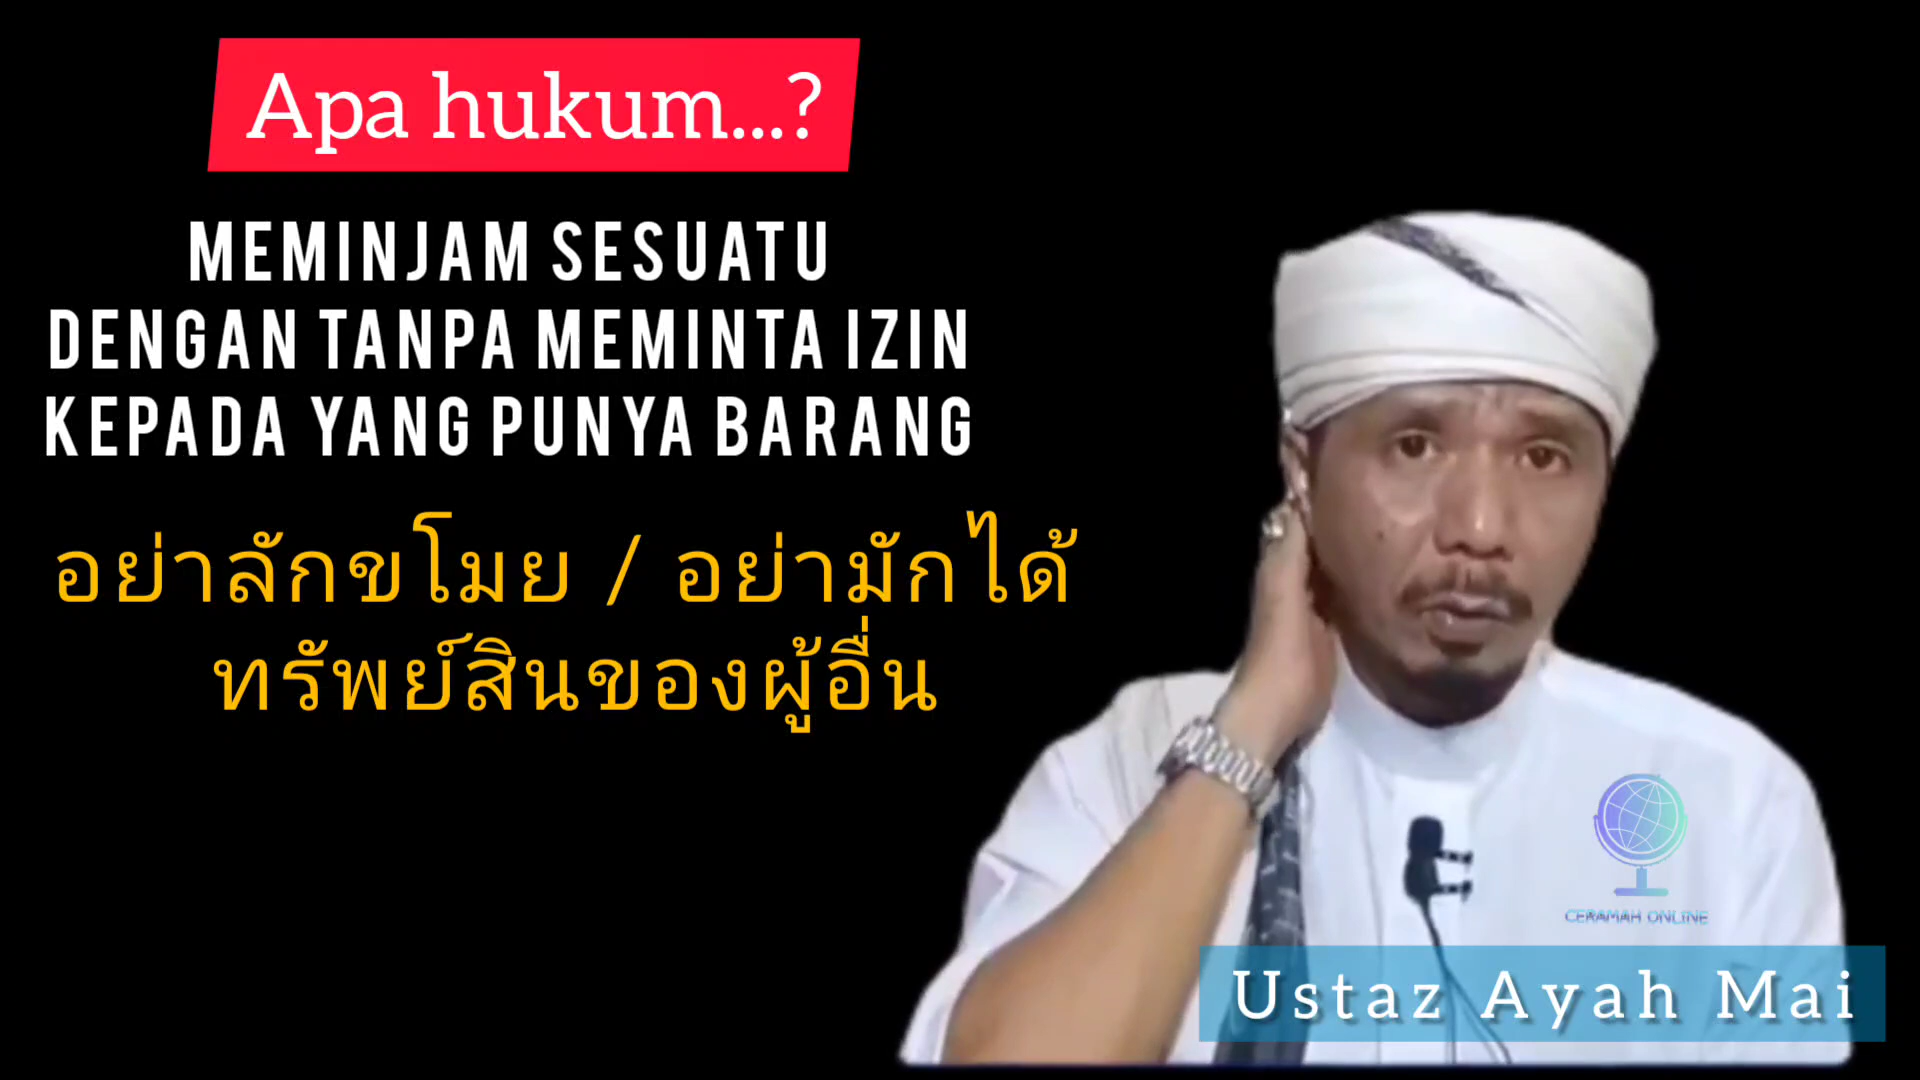 Apa hukum...?
MEMINJAM SESUATU
DENGAN TANPA MEMINTA IZIN
KEPADA YANG PUNYA BARANG
อย่าลักขโมย / อย่ามักได้
ทรัพย์สินของผู้อื่น
CERAMAH ONLINE
Ustaz Ayah Mai